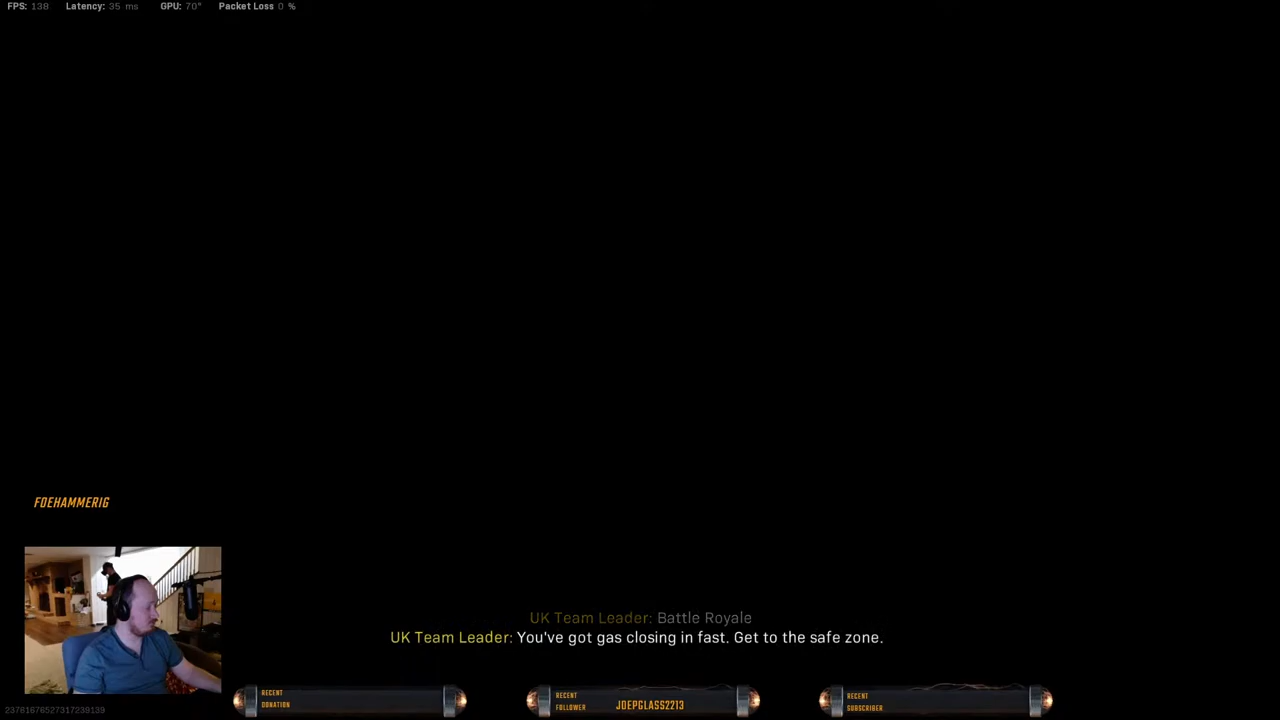 FPS: 138 Latency: 35 ms GPU: 70° Packet Loss 0 %
FOEHAMMERIG
UK Team Leader: Battle Royale
UK Team Leader: You've got gas closing in fast. Get to the safe zone.
RECENT DONATION
RECENT FOLLOWER JOEPGLASS2213
RECENT SUBSCRIBER
23781676527317239139